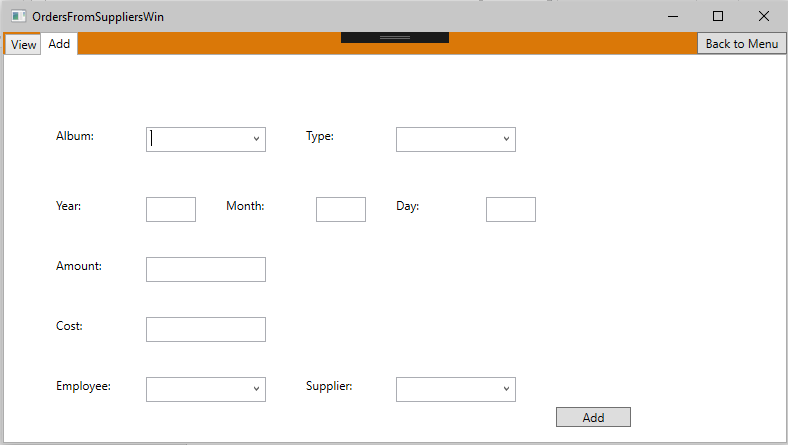 OrdersFromSuppliersWin
View Add Back to Menu
Album: Type:
Year: Month: Day:
Amount:
Cost:
Employee: Supplier:
Add